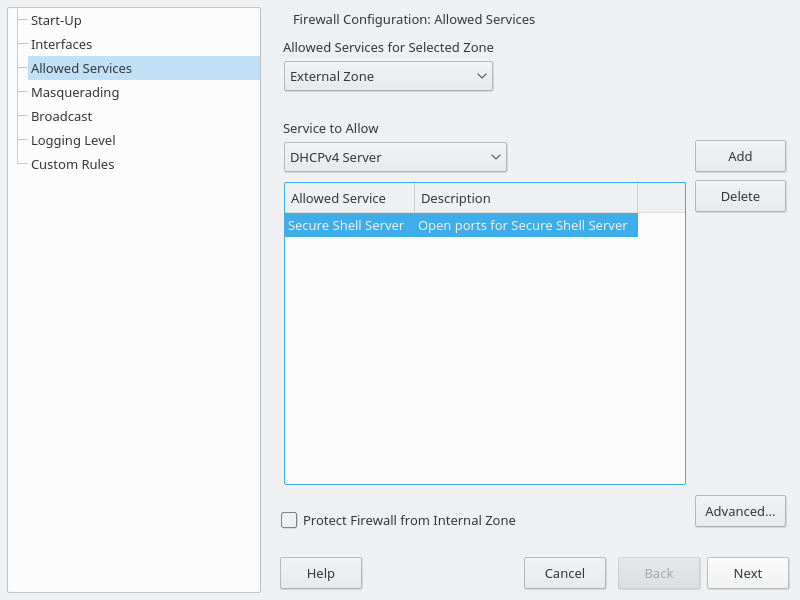 Start-Up
Interfaces
Allowed Services
Masquerading
Broadcast
Logging Level
Custom Rules
Firewall Configuration: Allowed Services
Allowed Services for Selected Zone
External Zone
Service to Allow
DHCPv4 Server
Add
Delete
Allowed Service Description
Secure Shell Server Open ports for Secure Shell Server
Advanced...
Protect Firewall from Internal Zone
Help Cancel Back Next